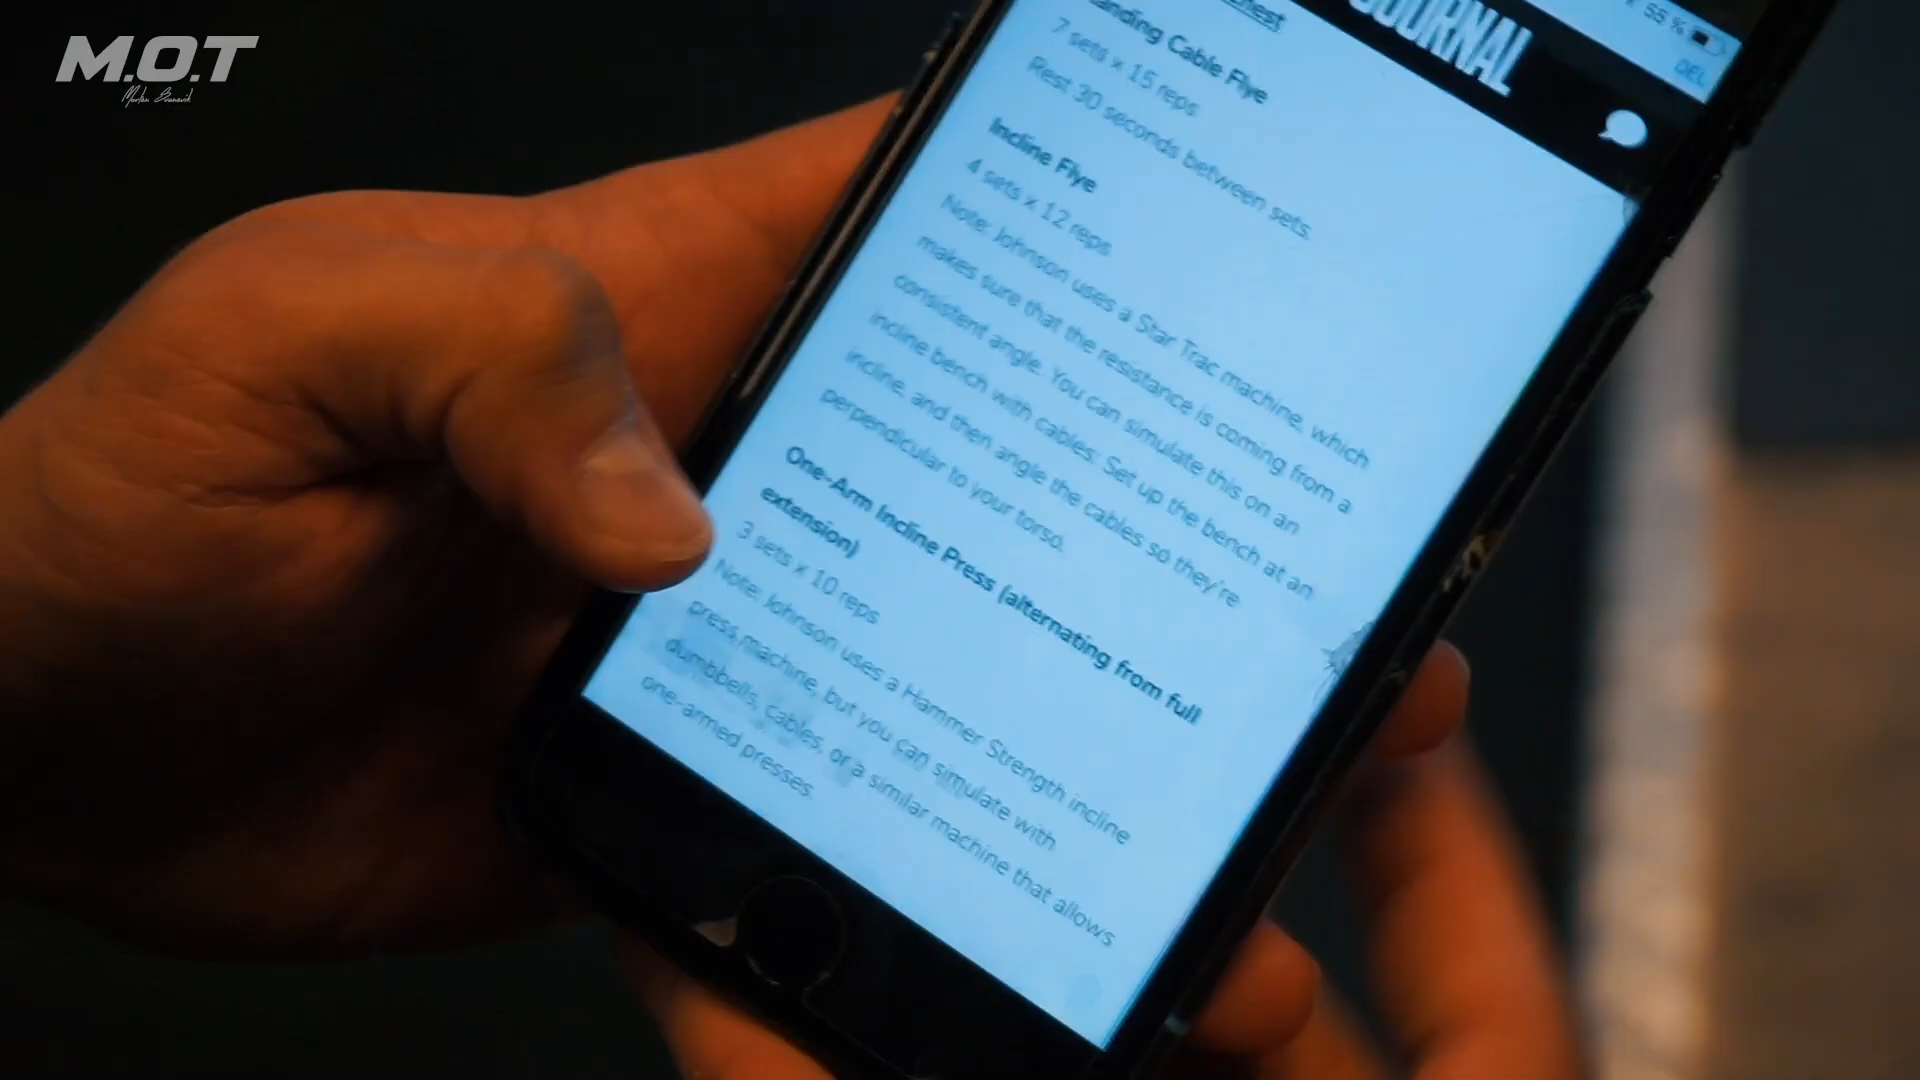 M.O.T
JOURNAL
55 %
DEL
7 sets x 15 reps
Cable Flye
Rest 30 seconds between sets.
Incline Flye
4 sets x 12 reps
Note: Johnson uses a Star Trac machine, which
makes sure that the resistance is coming from a
consistent angle. You can simulate this on an
incline bench with cables: Set up the bench at an
incline, and then angle the cables so they're
perpendicular to your torso.
One-Arm Incline Press (alternating from full
extension)
3 sets x 10 reps
Note: Johnson uses a Hammer Strength incline
press machine, but you can simulate with
dumbbells, cables, or a similar machine that allows
one-armed presses.